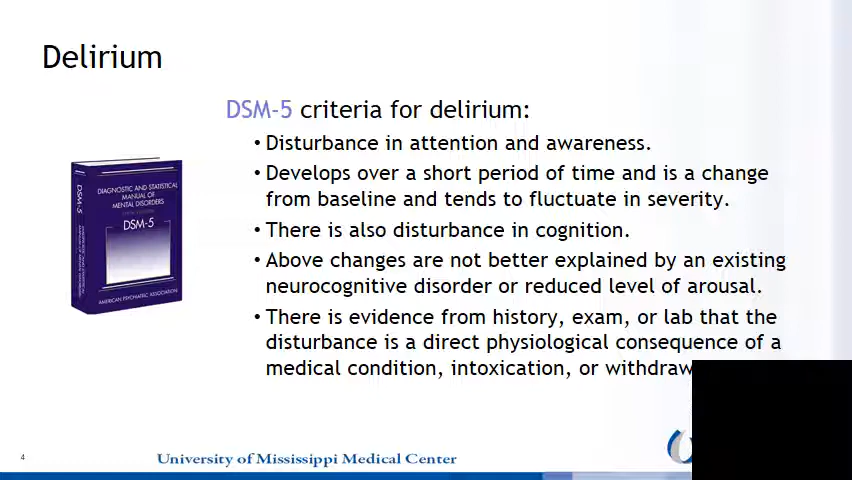 Delirium
DSM-5 criteria for delirium:
• Disturbance in attention and awareness.
• Develops over a short period of time and is a change
from baseline and tends to fluctuate in severity.
• There is also disturbance in cognition.
• Above changes are not better explained by an existing
neurocognitive disorder or reduced level of arousal.
• There is evidence from history, exam, or lab that the
disturbance is a direct physiological consequence of a
medical condition, intoxication, or withdraw
DIAGNOSTIC AND STATISTICAL
MANUAL OF
MENTAL DISORDERS
DSM-5
AMERICAN PSYCHIATRIC ASSOCIATION
DSM-5
4
University of Mississippi Medical Center